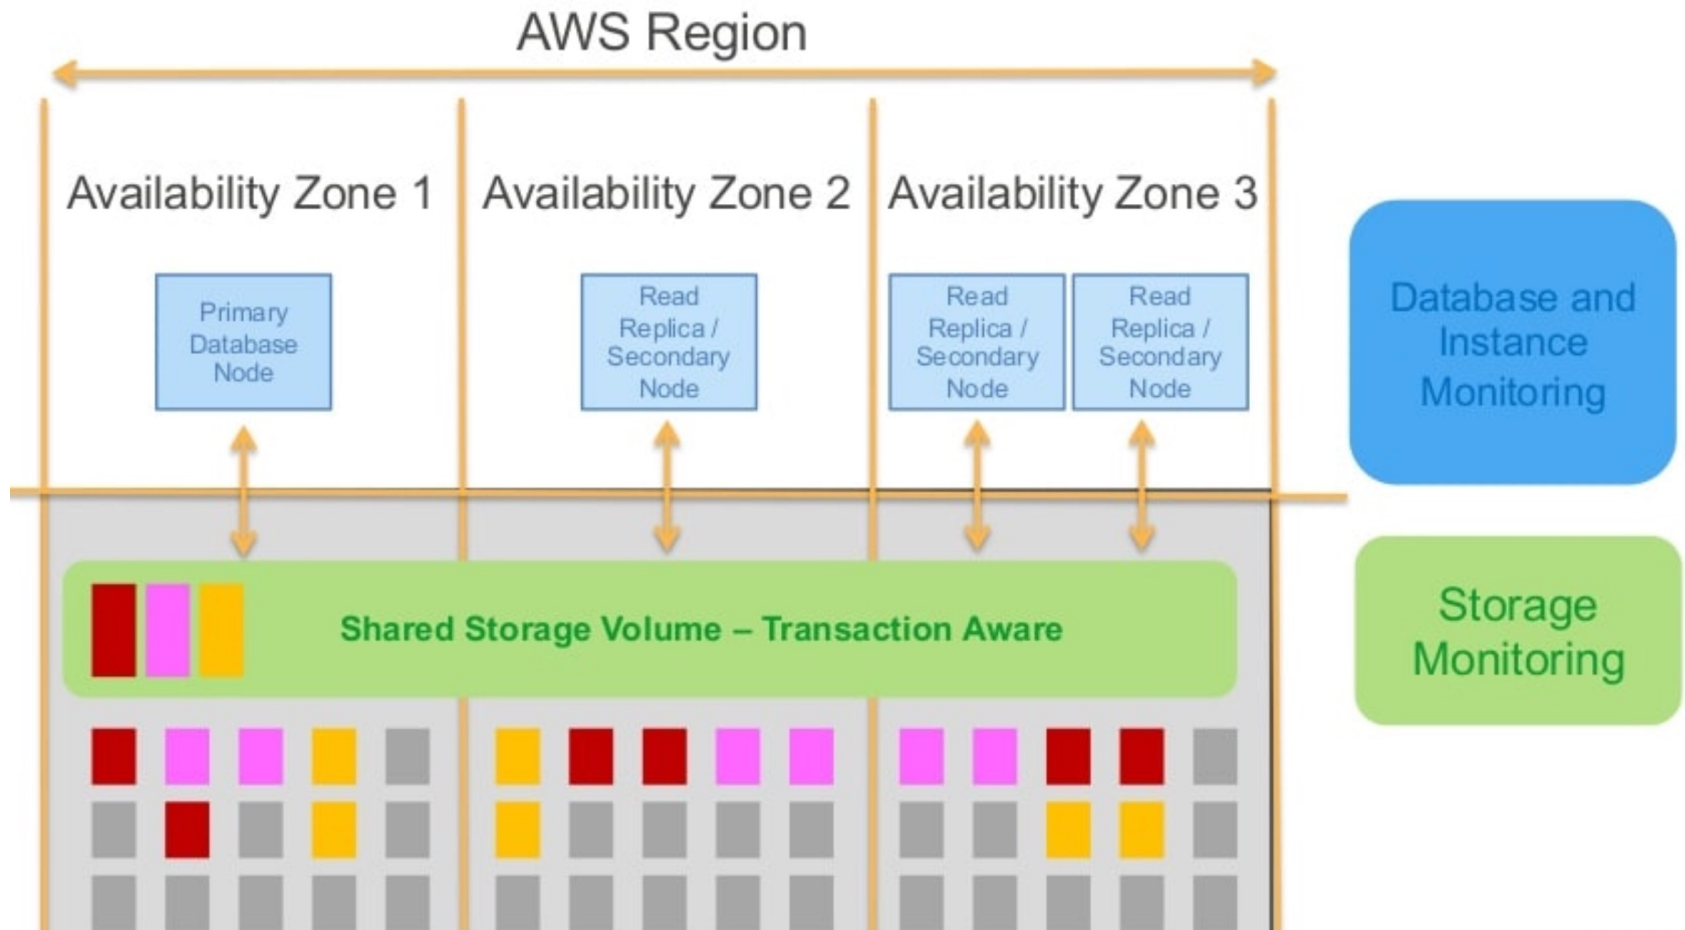 AWS Region
Availability Zone 1
Availability Zone 2
Availability Zone 3
Primary
Database
Node
Read
Replica /
Secondary
Node
Read
Replica /
Secondary
Node
Read
Replica /
Secondary
Node
Database and
Instance
Monitoring
Shared Storage Volume – Transaction Aware
Storage
Monitoring